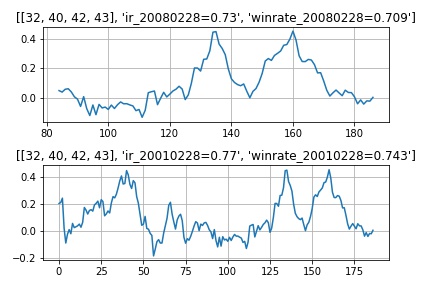 [[32, 40, 42, 43], 'ir_20080228=0.73', 'winrate_20080228=0.709']
0.4
0.2
0.0
80 100 120 140 160 180
[[32, 40, 42, 43], 'ir_20010228=0.77', 'winrate_20010228=0.743']
0.4
0.2
0.0
−0.2
0 25 50 75 100 125 150 175